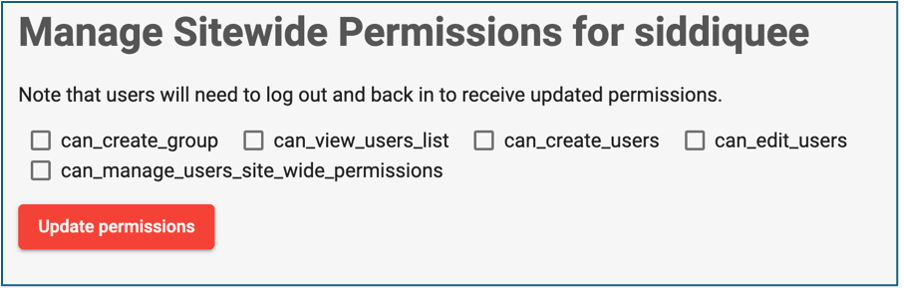 Manage Sitewide Permissions for siddiquee
Note that users will need to log out and back in to receive updated permissions.
can_create_group can_view_users_list can_create_users can_edit_users
can_manage_users_site_wide_permissions
Update permissions